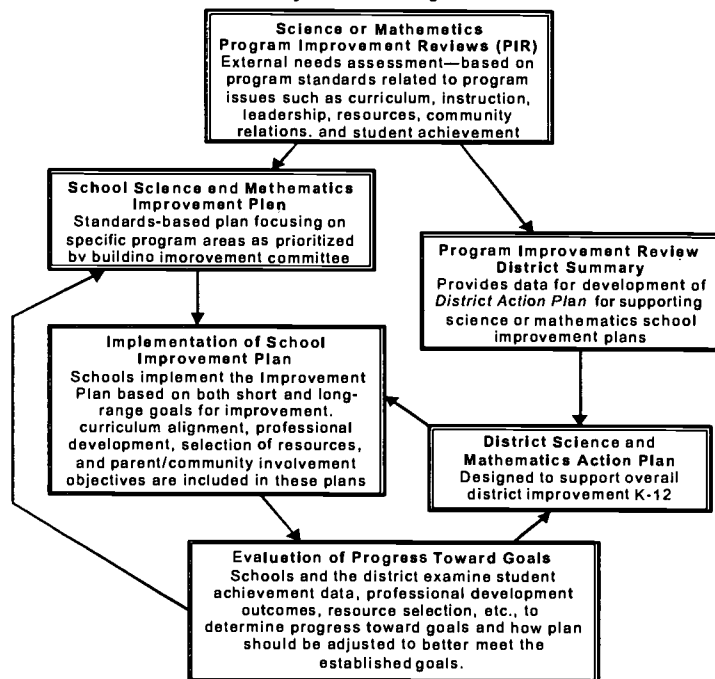 Science or Mathematics
Program Improvement Reviews (PIR)
External needs assessment—based on
program standards related to program
issues such as curriculum, instruction,
leadership, resources, community
relations. and student achievement
School Science and Mathematics
Improvement Plan
Standards-based plan focusing on
specific program areas as prioritized
by building improvement committee
Program Improvement Review
District Summary
Provides data for development of
District Action Plan for supporting
science or mathematics school
improvement plans
Implementation of School
Improvement Plan
Schools implement the Improvement
Plan based on both short and long-
range goals for improvement.
curriculum alignment, professional
development, selection of resources,
and parent/community involvement
objectives are included in these plans
District Science and
Mathematics Action Plan
Designed to support overall
district improvement K-12
Evaluation of Progress Toward Goals
Schools and the district examine student
achievement data, professional development
outcomes, resource selection, etc., to
determine progress toward goals and how plan
should be adjusted to better meet the
established goals.